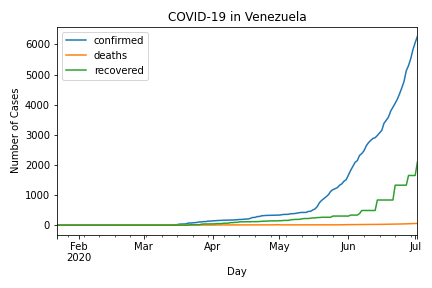 COVID-19 in Venezuela
confirmed
deaths
recovered
Number of Cases
6000
5000
4000
3000
2000
1000
0
Feb
2020
Mar
Apr
May
Jun
Jul
Day